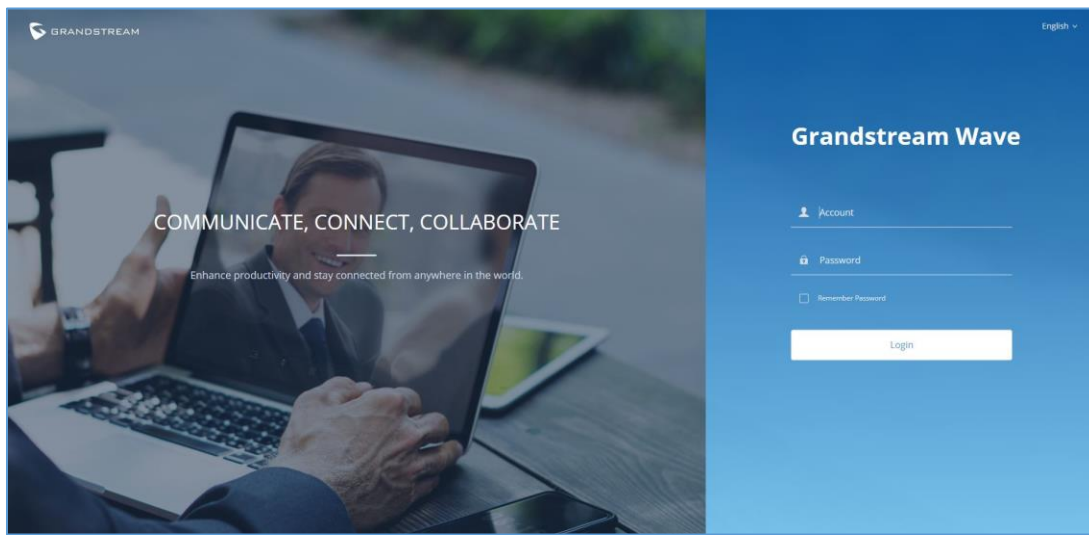 GRANDSTREAM
COMMUNICATE, CONNECT, COLLABORATE
Enhance productivity and stay connected from anywhere in the world.
English
Grandstream Wave
Account
Password
Remember Password
Login